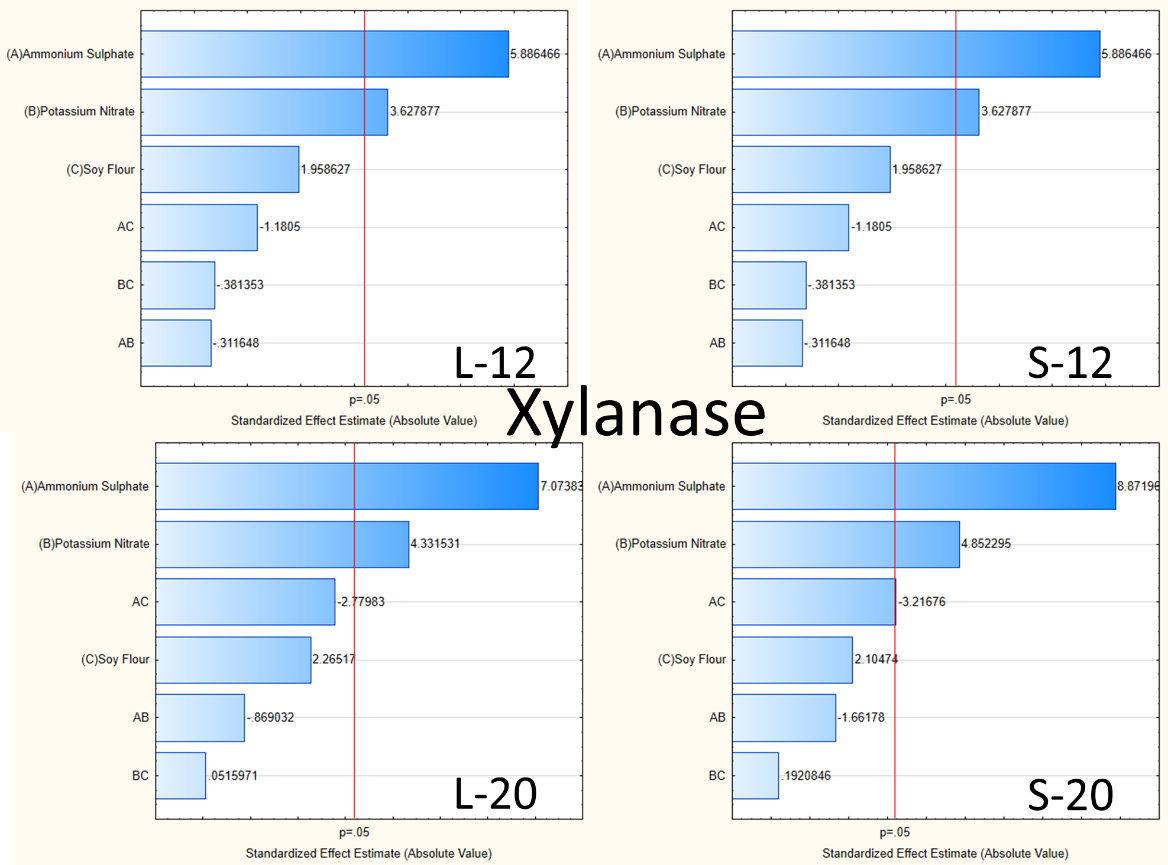 (A)Ammonium Sulphate 5.886466
(B)Potassium Nitrate 3.627877
(C)Soy Flour 1.958627
AC -1.1805
BC -.381353
AB -.311648
L-12
p=.05
Standardized Effect Estimate (Absolute Value)
(A)Ammonium Sulphate 5.886466
(B)Potassium Nitrate 3.627877
(C)Soy Flour 1.958627
AC -1.1805
BC -.381353
AB -.311648
S-12
p=.05
Standardized Effect Estimate (Absolute Value)
Xylanase
(A)Ammonium Sulphate 7.07383
(B)Potassium Nitrate 4.331531
AC -2.77983
(C)Soy Flour 2.26517
AB -.869032
BC .0515971
L-20
p=.05
Standardized Effect Estimate (Absolute Value)
(A)Ammonium Sulphate 8.87196
(B)Potassium Nitrate 4.852295
AC -3.21676
(C)Soy Flour 2.10474
AB -1.66178
BC .1920846
S-20
p=.05
Standardized Effect Estimate (Absolute Value)